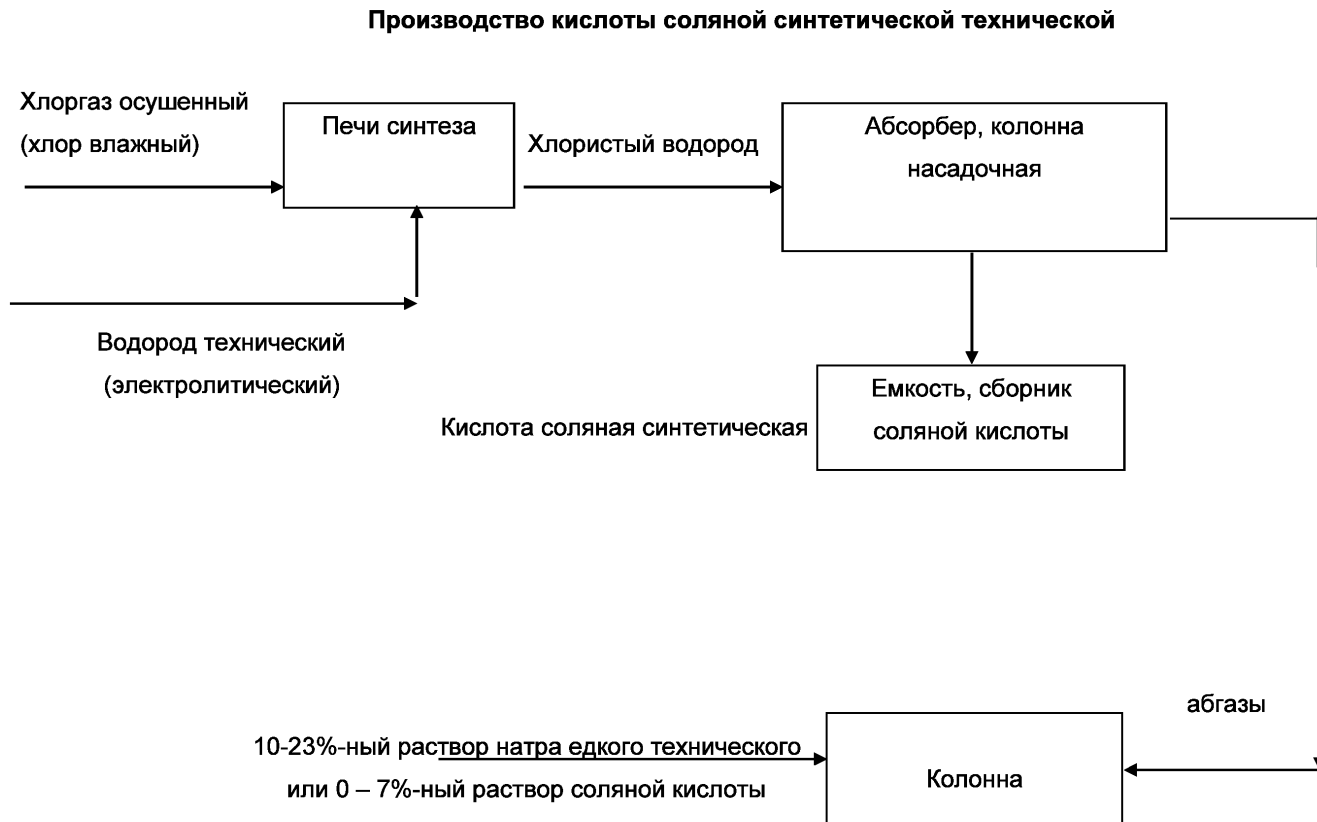 Производство кислоты соляной синтетической технической
Хлоргаз осушенный
(хлор влажный)
Печи синтеза
Хлористый водород
Абсорбер, колонна
насадочная
Водород технический
(электролитический)
Емкость, сборник
соляной кислоты
Кислота соляная синтетическая
абгазы
10-23%-ный раствор натра едкого технического
или 0 – 7%-ный раствор соляной кислоты
Колонна